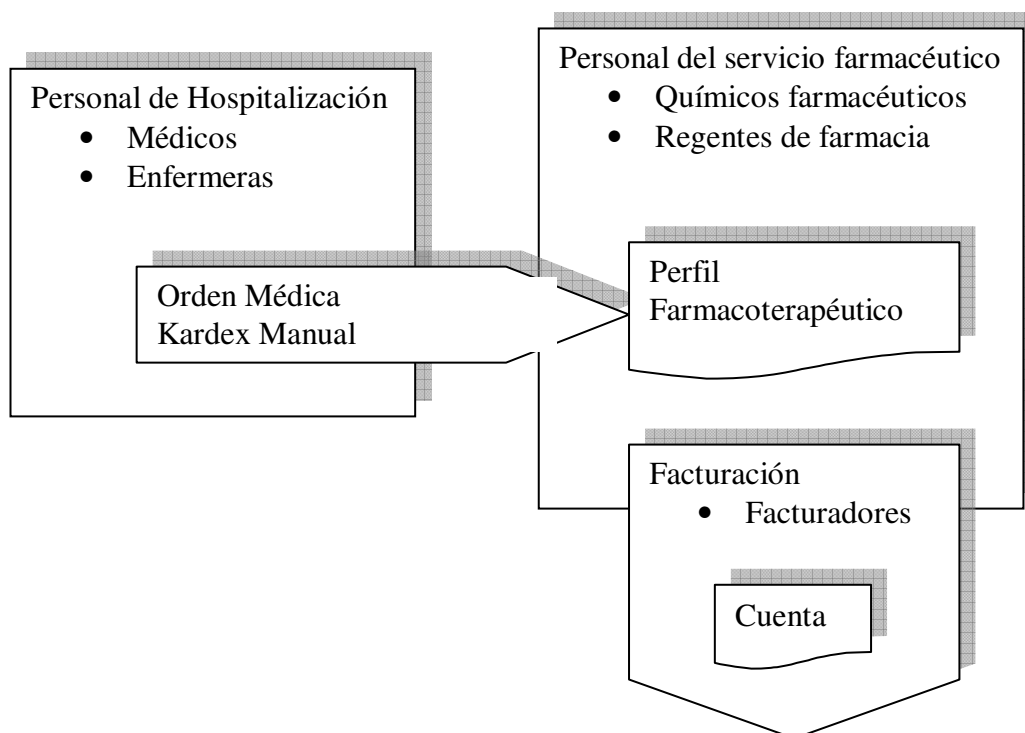 Personal de Hospitalización
• Médicos
• Enfermeras
Orden Médica
Kardex Manual
Personal del servicio farmacéutico
• Químicos farmacéuticos
• Regentes de farmacia
Perfil
Farmacoterapéutico
Facturación
• Facturadores
Cuenta